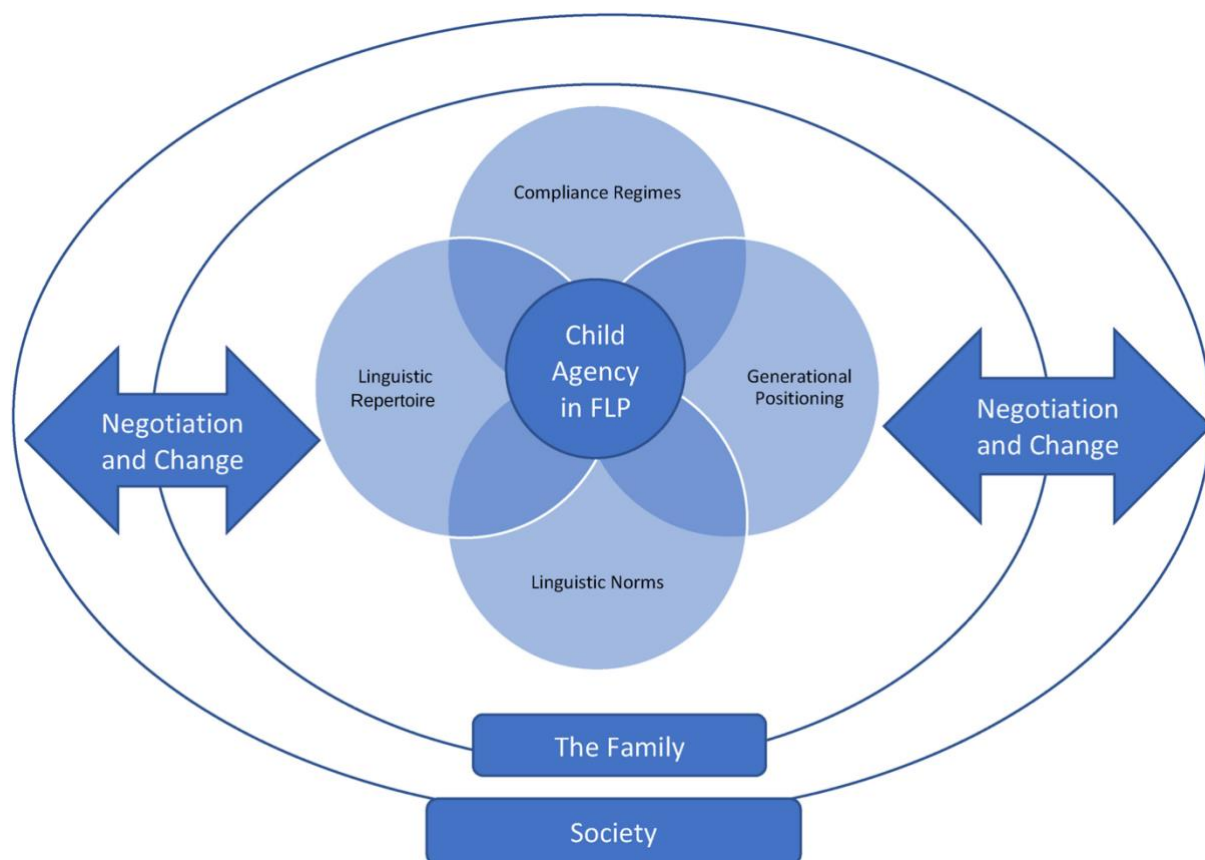 Compliance Regimes
Linguistic
Repertoire
Child
Agency
in FLP
Generational
Positioning
Negotiation
and Change
Negotiation
and Change
Linguistic Norms
The Family
Society